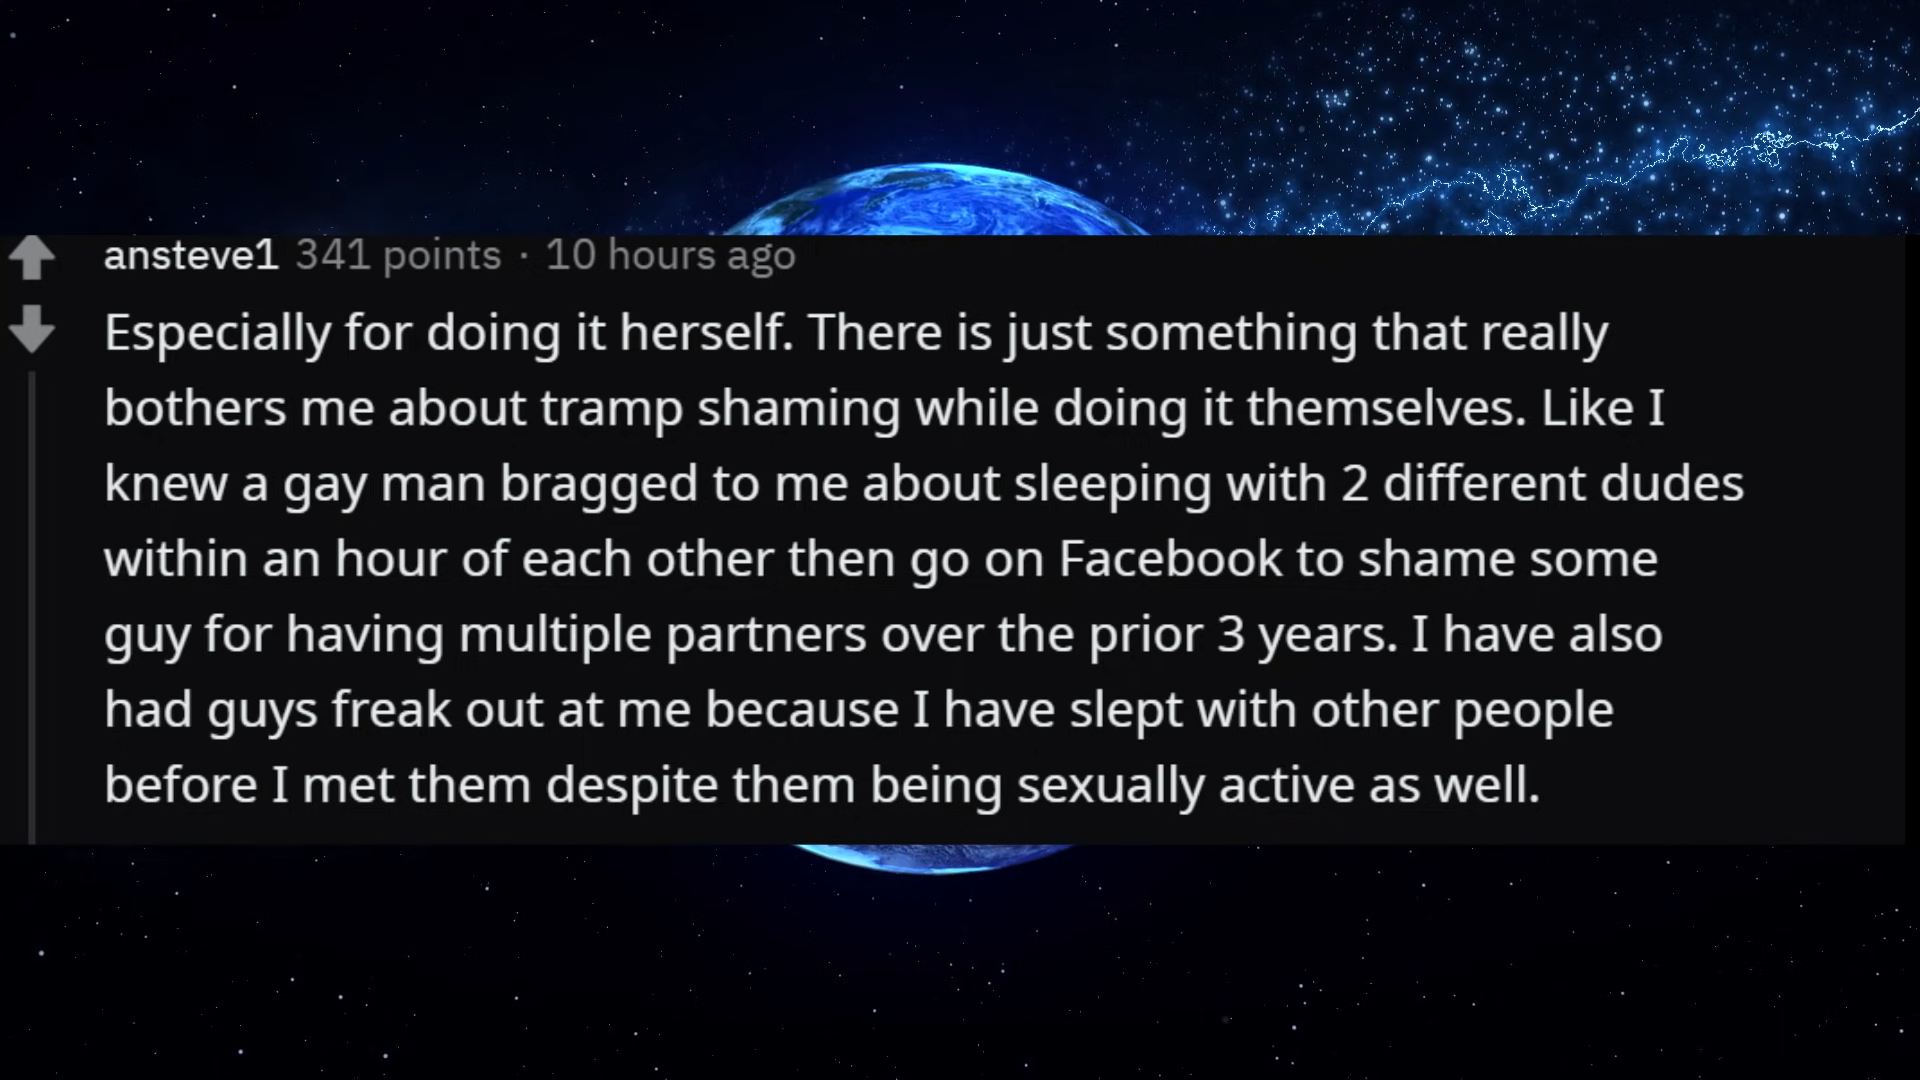 ansteve1 341 points · 10 hours ago
Especially for doing it herself. There is just something that really
bothers me about tramp shaming while doing it themselves. Like I
knew a gay man bragged to me about sleeping with 2 different dudes
within an hour of each other then go on Facebook to shame some
guy for having multiple partners over the prior 3 years. I have also
had guys freak out at me because I have slept with other people
before I met them despite them being sexually active as well.